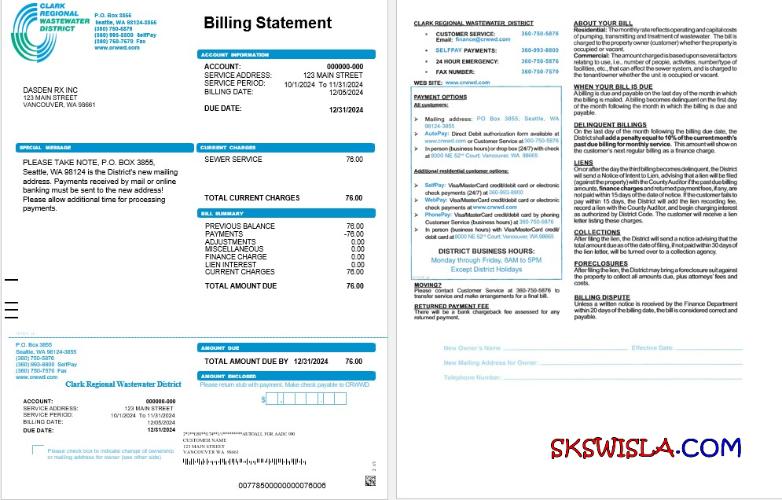 CLARK
REGIONAL
WASTEWATER
DISTRICT
P.O. Box 3855
Seattle, WA 98124-3855
(360) 750-5876
(360) 993-8800 SelfPay
(360) 750-7570 Fax
www.crwwd.com
Billing Statement
ACCOUNT INFORMATION
ACCOUNT: 000000-000
SERVICE ADDRESS: 123 MAIN STREET
SERVICE PERIOD: 10/1/2024 To 11/31/2024
BILLING DATE: 12/05/2024
DUE DATE: 12/31/2024
DASDEN RX INC
123 MAIN STREET
VANCOUVER, WA 98661
SPECIAL MESSAGE
PLEASE TAKE NOTE, P.O. BOX 3855,
Seattle, WA 98124 is the District's new
mailing address. Payments received by mail or online
banking must be sent to the new address!
Please allow additional time for processing
payments.
CURRENT CHARGES
SEWER SERVICE 76.00
TOTAL CURRENT CHARGES 76.00
BILL SUMMARY
PREVIOUS BALANCE 76.00
PAYMENTS -76.00
ADJUSTMENTS 0.00
MISCELLANEOUS 0.00
FINANCE CHARGE 0.00
LIEN INTEREST 0.00
CURRENT CHARGES 76.00
TOTAL AMOUNT DUE 76.00
P.O. Box 3855
Seattle, WA 98124-3855
(360) 750-5876
(360) 993-8800 SelfPay
(360) 750-7570 Fax
www.crwwd.com
Clark Regional Wastewater District
ACCOUNT: 000000-000
SERVICE ADDRESS: 123 MAIN STREET
SERVICE PERIOD: 10/1/2024 To 11/31/2024
BILLING DATE: 12/05/2024
DUE DATE: 12/31/2024
Please check box to indicate change of ownership
or mailing address for owner (see other side)
AMOUNT DUE
TOTAL AMOUNT DUE BY 12/31/2024 76.00
AMOUNT ENCLOSED
Please return stub with payment. Make check payable to CRWWD
$
CUSTOMER NAME
123 MAIN STREET
VANCOUVER WA 98661
CLARK REGIONAL WASTEWATER DISTRICT
• CUSTOMER SERVICE: 360-750-5876
Email: finance@crwwd.com
• SELFPAY PAYMENTS: 360-993-8800
• 24 HOUR EMERGENCY: 360-750-5876
• FAX NUMBER: 360-750-7570
WEB SITE: www.crwwd.com
PAYMENT OPTIONS
All customers:
➤ Mailing address: PO Box 3855, Seattle, WA
98124-3855
➤ AutoPay: Direct Debit authorization form available at
www.crwwd.com or Customer Service at 360-750-5876
➤ In person (business hours) or drop box (24/7) with check
at 8000 NE 52nd Court Vancouver, WA 98665
Additional residential customer options:
➤ SelfPay: Visa/MasterCard credit/debit card or electronic
check payments (24/7) at 360-993-8800
➤ WebPay: Visa/MasterCard credit/debit card or electronic
check payments at www.crwwd.com
➤ PhonePay: Visa/MasterCard credit/debit card by phoning
Customer Service (business hours) at 360-750-5876
➤ In person (business hours) with Visa/MasterCard credit/
debit card at 8000 NE 52nd Court Vancouver, WA 98665
DISTRICT BUSINESS HOURS:
Monday through Friday, 8AM to 5PM
Except District Holidays
MOVING?
Please contact Customer Service at 360-750-5876 to
transfer service and make arrangements for a final bill.
RETURNED PAYMENT FEE
There will be a bank chargeback fee assessed for any
returned payment.
ABOUT YOUR BILL
Residential: The monthly rate reflects operating and capital costs
of pumping, transmitting and treatment of wastewater. The bill is
charged to the property owner (customer) whether the property is
occupied or vacant.
Commercial: The amount charged is based upon several factors
relating to use, i.e., number of people, activities, number/type of
facilities, etc., that can affect the sewer system, and is charged to
the tenant/owner whether the unit is occupied or vacant.
WHEN YOUR BILL IS DUE
A billing is due and payable on the last day of the month in which
the billing is mailed. A billing becomes delinquent on the first day
of the month following the month in which the billing is due and
payable.
DELINQUENT BILLINGS
On the last day of the month following the billing due date, the
District shall add a penalty equal to 10% of the current month's
past due billing for monthly service. This amount will show on
the customer's next regular billing as a finance charge.
LIENS
Once or after the day the third billing becomes delinquent, the District
will send a Notice of Intent to Lien, advising that a lien will be filed
(against the property) with the County Auditor if the past due billing
amounts, finance charges and returned payment fees, if any, are
not paid within 15 days of the date of notice. If the customer fails to
pay within 15 days, the District will add the lien recording fee,
record a lien with the County Auditor, and begin charging interest
as authorized by District Code. The customer will receive a lien
letter listing these charges.
COLLECTIONS
After filing the lien, the District will send a notice advising that the
total amount due as of the date of filing, if not paid within 30 days of
the lien letter, will be turned over to a collection agency.
FORECLOSURES
After filing the lien, the District may bring a foreclosure suit against
the property to collect all amounts due, plus attorneys' fees and
costs.
BILLING DISPUTE
Unless a written notice is received by the Finance Department
within 20 days of the billing date, the bill is considered correct and
payable.
New Owner's Name: Effective Date:
New Mailing Address for Owner:
Telephone Number:
SKSWISLA.COM